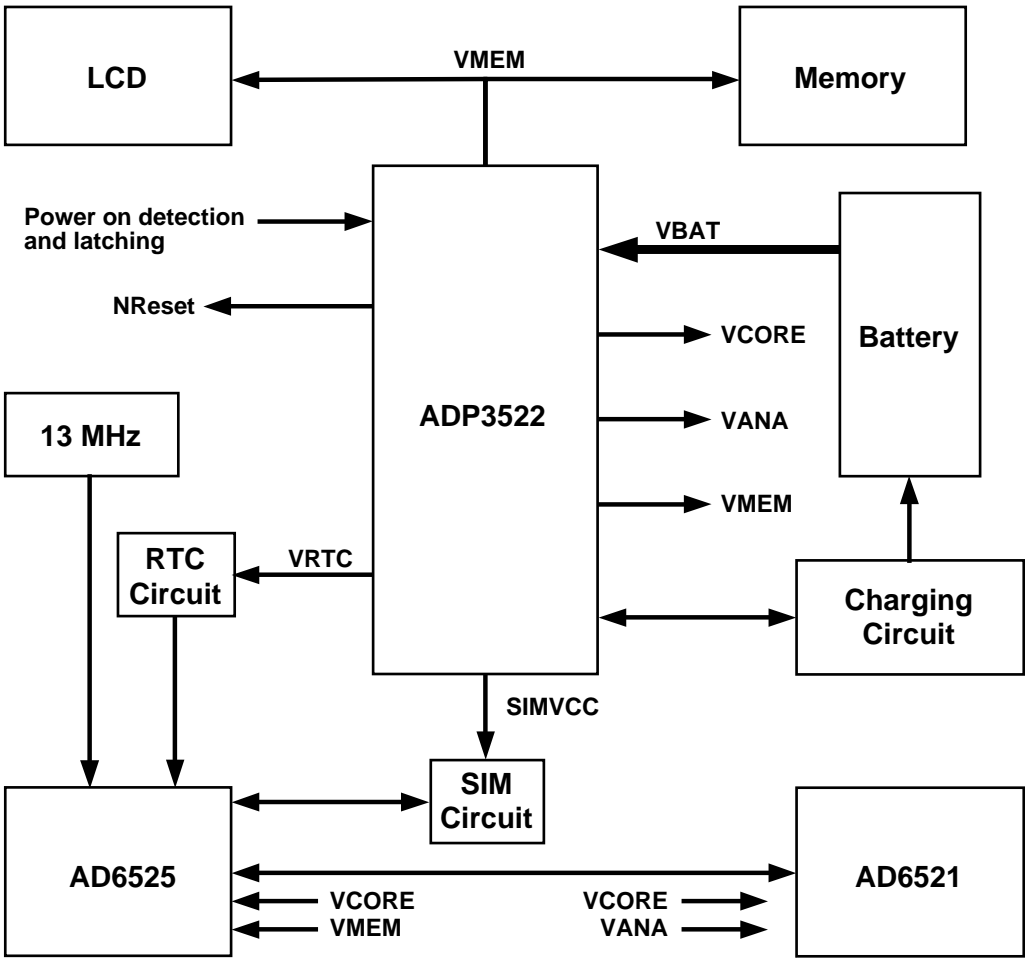 VMEM
LCD
Memory
Power on detection
and latching
VBAT
NReset
VCORE
Battery
ADP3522
VANA
13 MHz
VMEM
RTC
Circuit
VRTC
Charging
Circuit
SIMVCC
SIM
Circuit
AD6525
AD6521
VCORE
VCORE
VMEM
VANA